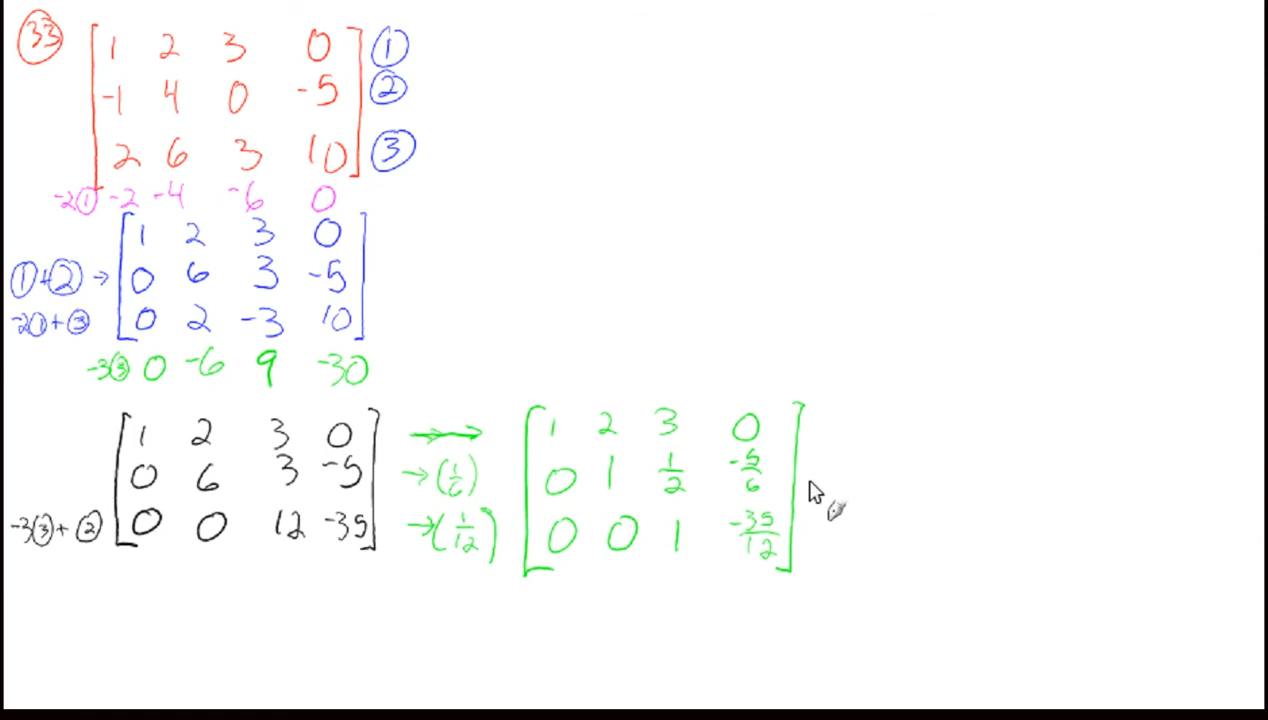 33 [ 1 2 3 0 ] 1
[ -1 4 0 -5 ] 2
[ 2 6 3 10 ] 3
-2① -2 -4 -6 0
[ 1 2 3 0 ]
①+② → [ 0 6 3 -5 ]
-2①+③ [ 0 2 -3 10 ]
-3③ 0 -6 9 -30
[ 1 2 3 0 ] → [ 1 2 3 0 ]
[ 0 6 3 -5 ] → (1/6) [ 0 1 1/2 -5/6 ]
-3③+② [ 0 0 12 -35 ] → (1/12) [ 0 0 1 -35/12 ]